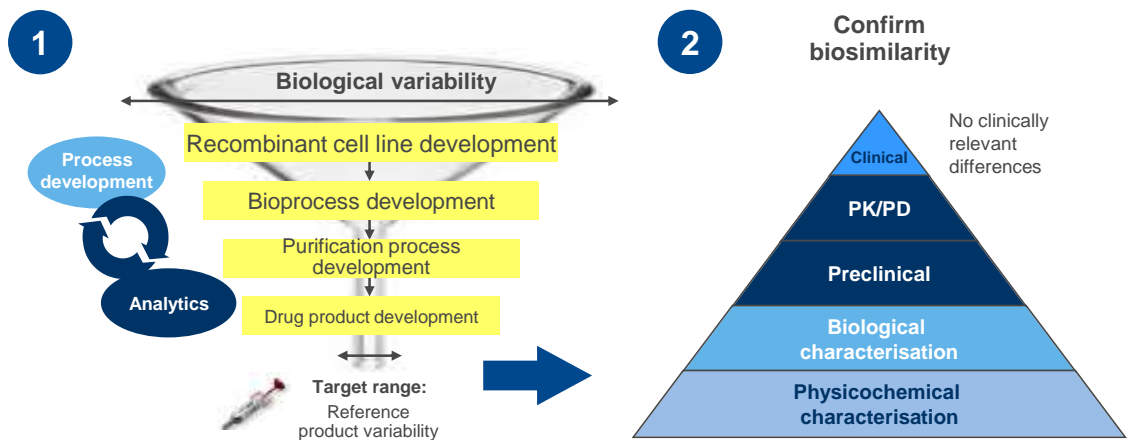 1
Biological variability
Recombinant cell line development
Process
development
Bioprocess development
Purification process
development
Analytics
Drug product development
Target range:
Reference
product variability
2
Confirm
biosimilarity
No clinically
relevant
differences
Clinical
PK/PD
Preclinical
Biological
characterisation
Physicochemical
characterisation